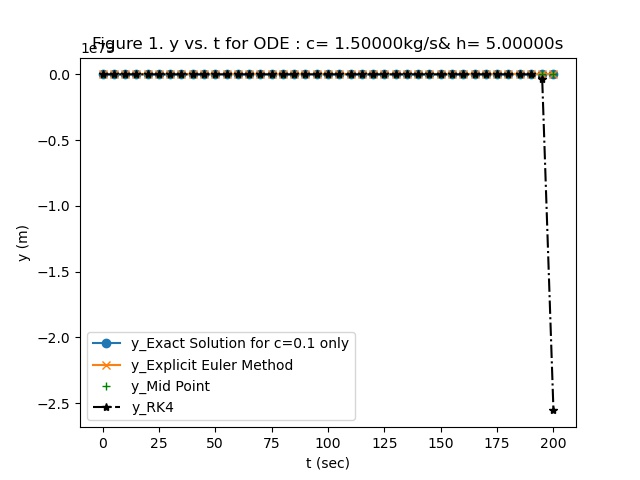 Figure 1. y vs. t for ODE : c= 1.50000kg/s& h= 5.00000s
0.0
−0.5
−1.0
−1.5
−2.0
−2.5
y (m)
y_Exact Solution for c=0.1 only
y_Explicit Euler Method
y_Mid Point
y_RK4
0 25 50 75 100 125 150 175 200
t (sec)